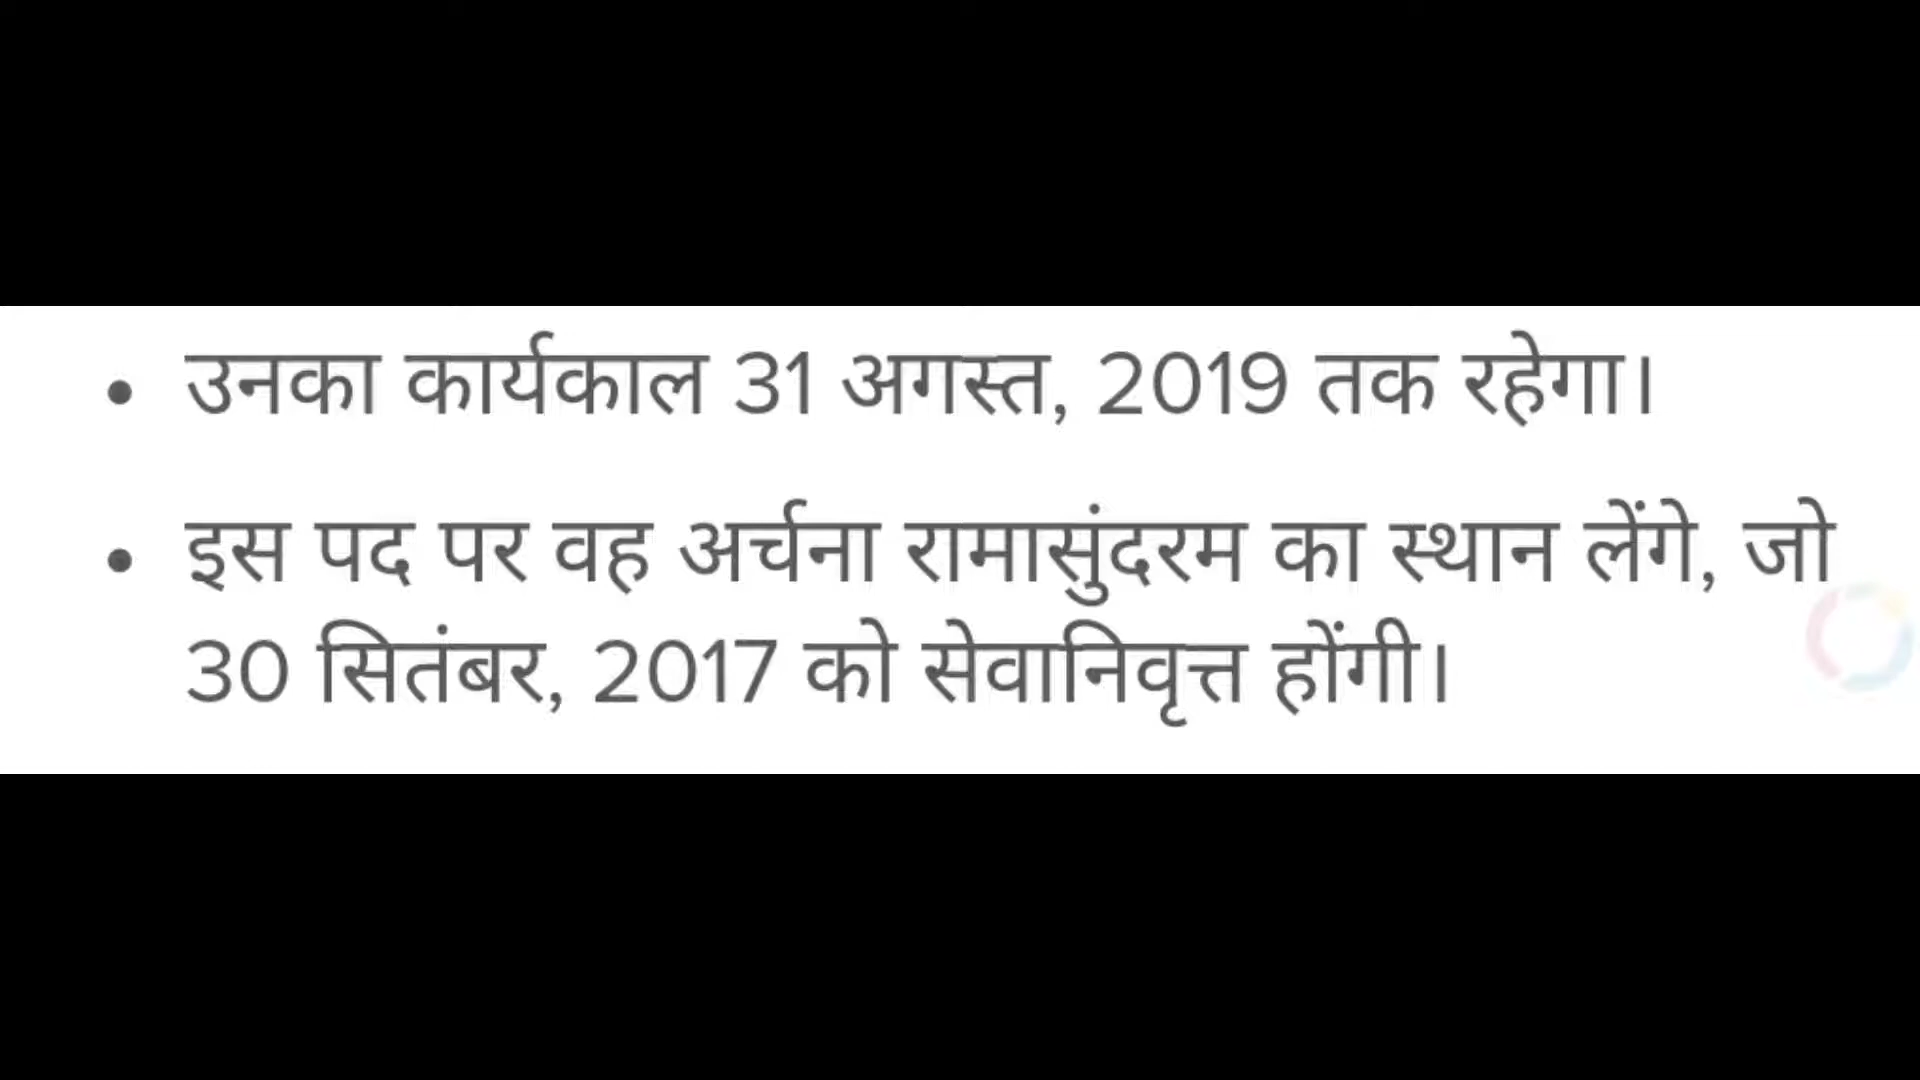 • उनका कार्यकाल 31 अगस्त, 2019 तक रहेगा।
• इस पद पर वह अर्चना रामासुंदरम का स्थान लेंगे, जो
30 सितंबर, 2017 को सेवानिवृत्त होंगी।